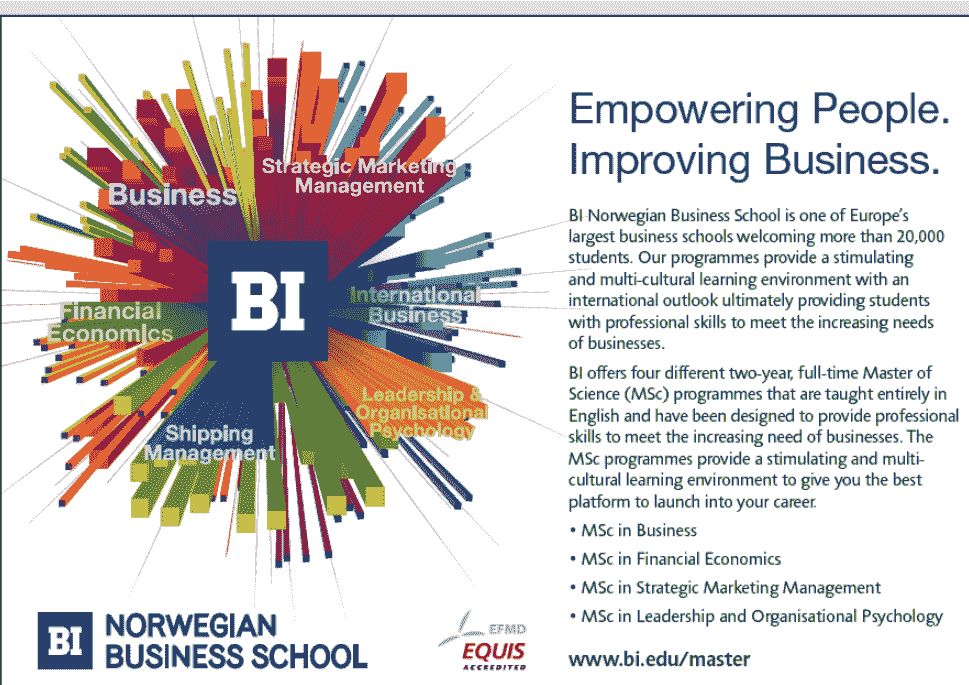 Empowering People.
Improving Business.
BI Norwegian Business School is one of Europe's
largest business schools welcoming more than 20,000
students. Our programmes provide a stimulating
and multi-cultural learning environment with an
international outlook ultimately providing students
with professional skills to meet the increasing needs
of businesses.
BI offers four different two-year, full-time Master of
Science (MSc) programmes that are taught entirely in
English and have been designed to provide professional
skills to meet the increasing need of businesses. The
MSc programmes provide a stimulating and multi-
cultural learning environment to give you the best
platform to launch into your career.
• MSc in Business
• MSc in Financial Economics
• MSc in Strategic Marketing Management
• MSc in Leadership and Organisational Psychology
www.bi.edu/master
Business
Strategic Marketing
Management
BI
International
Business
Financial
Economics
Leadership &
Organisational
Psychology
Shipping
Management
BI
NORWEGIAN
BUSINESS SCHOOL
EFMD
EQUIS
ACCREDITED